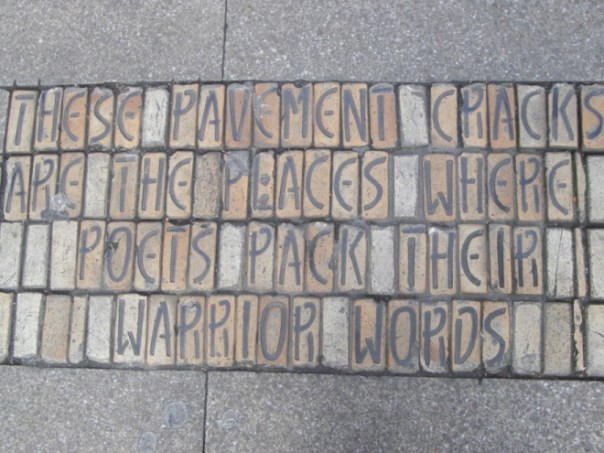 THESE PAVEMENT CRACKS
ARE THE PLACES WHERE
POETS PACK THEIR
WARRIOR WORDS